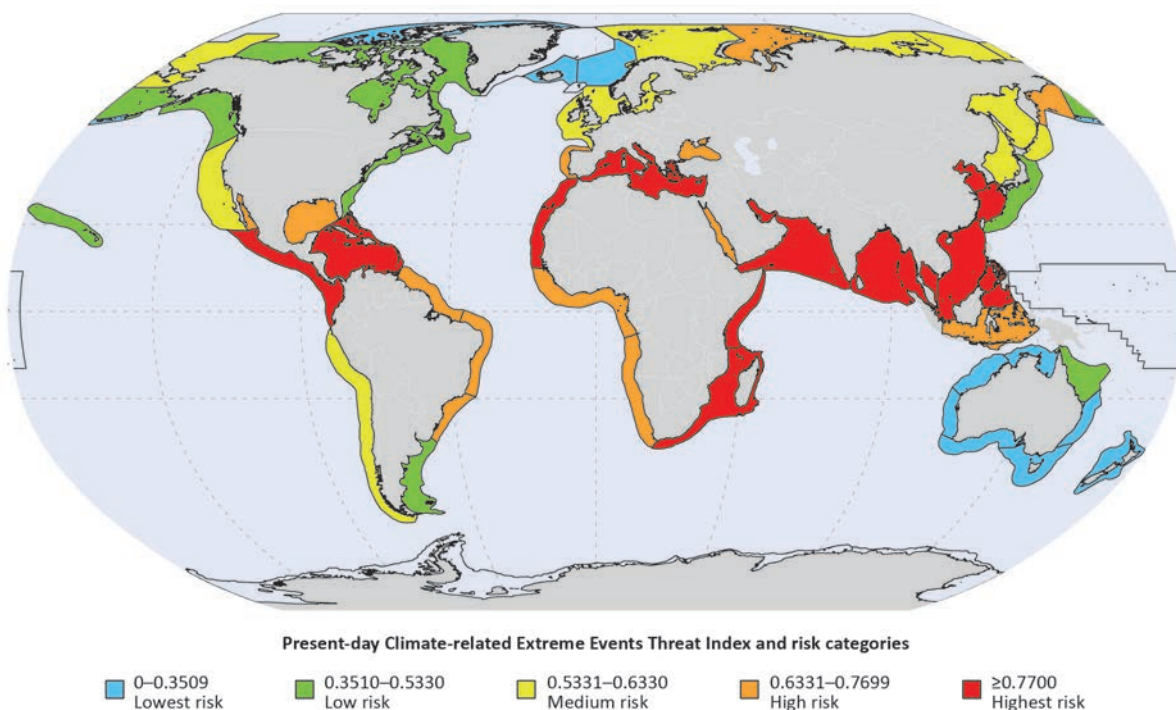 Present-day Climate-related Extreme Events Threat Index and risk categories
0–0.3509 0.3510–0.5330 0.5331–0.6330 0.6331–0.7699 ≥0.7700
Lowest risk Low risk Medium risk High risk Highest risk